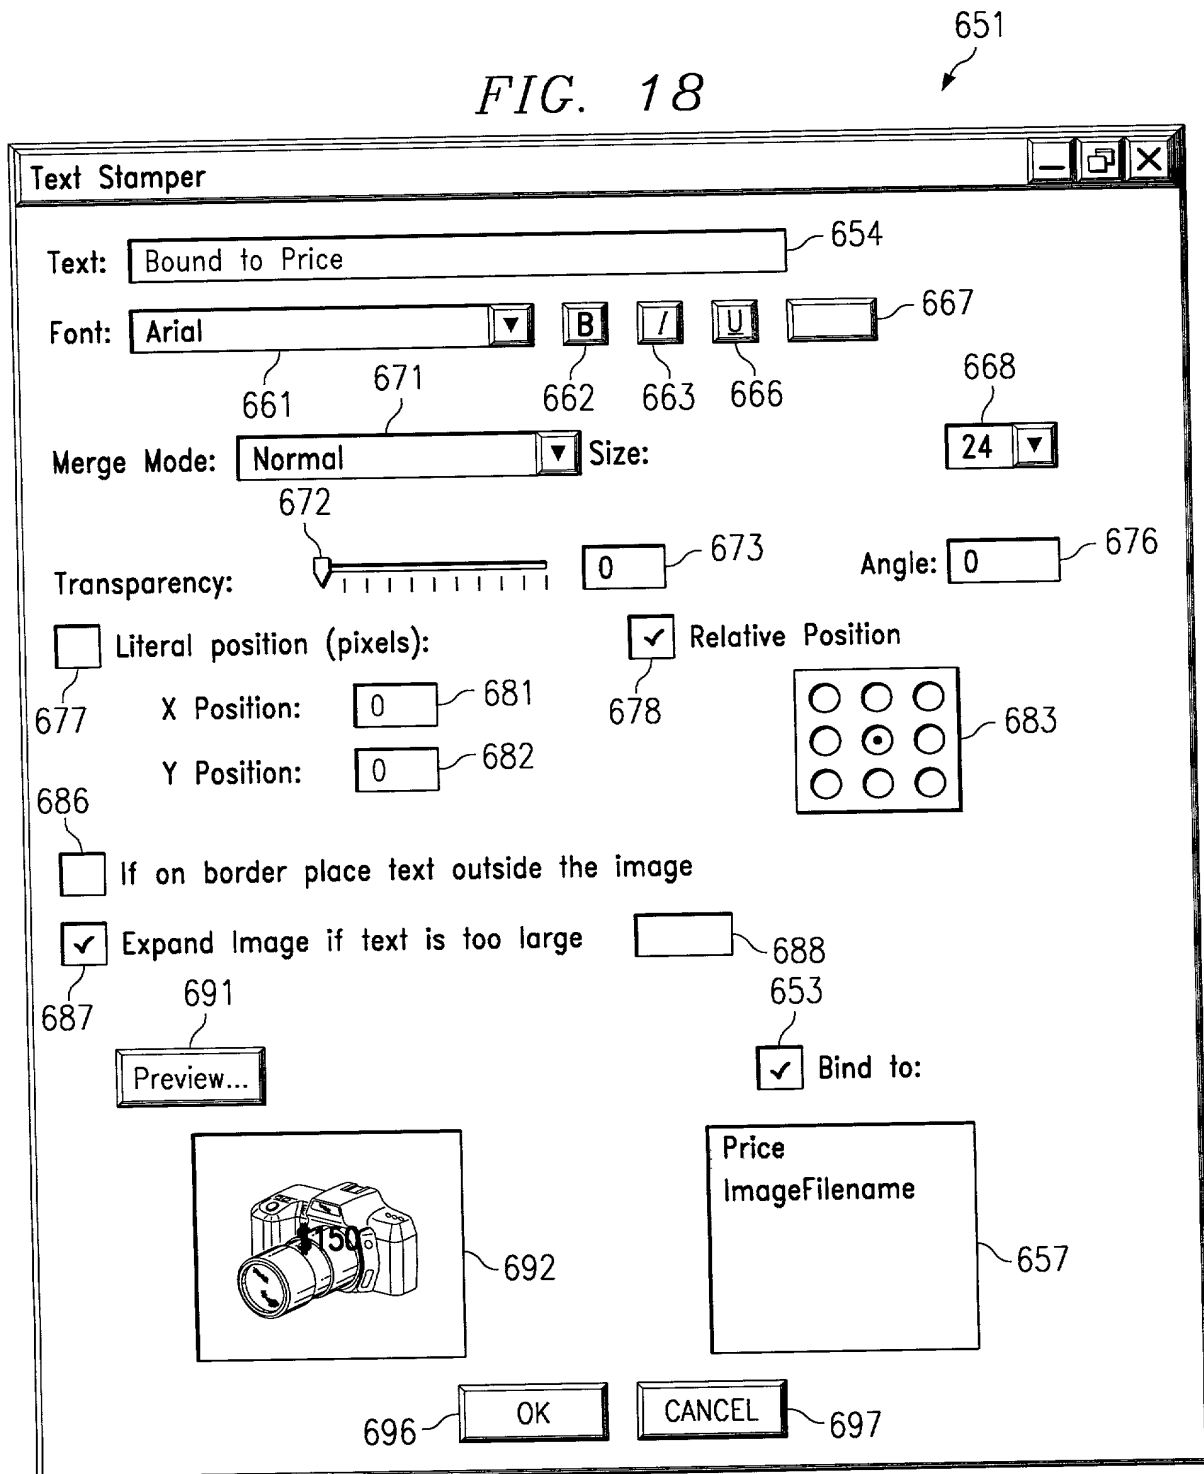 651
FIG. 18
Text Stamper
Text: Bound to Price 654
Font: Arial B I U 667
661 671 662 663 666 668
Merge Mode: Normal Size: 24
672
Transparency: 0 673 Angle: 0 676
Literal position (pixels): Relative Position
677 X Position: 0 681 678 683
Y Position: 0 682
686
If on border place text outside the image
Expand Image if text is too large 688
687 691 653
Preview... Bind to:
Price
ImageFilename
$150
692 657
696 OK CANCEL 697